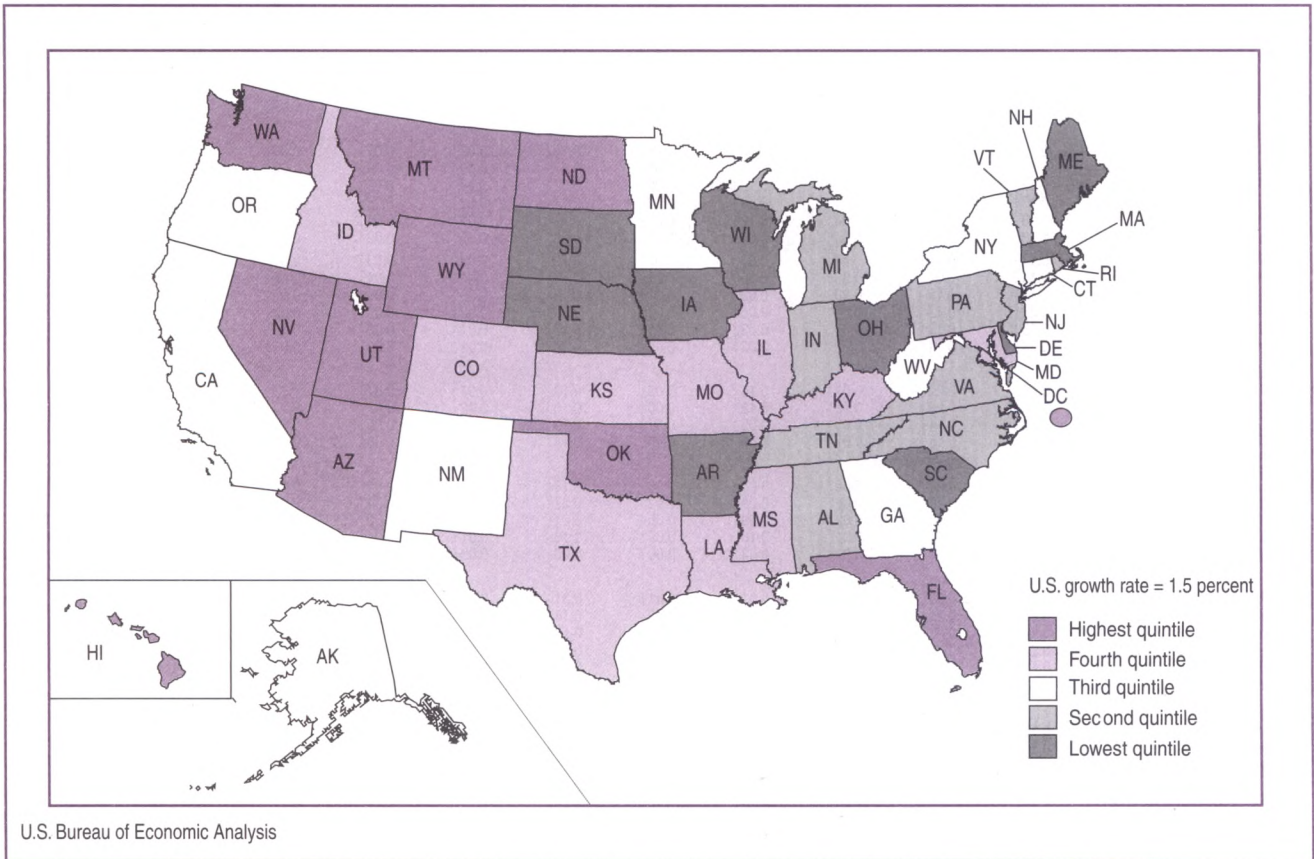 WA
MT
ND
MN
OR
ID
SD
WI
WY
NE
IA
MI
NY
VT
NH
ME
MA
RI
CT
NJ
DE
MD
DC
PA
OH
IN
IL
WV
VA
KY
NC
TN
SC
GA
AL
MS
AR
LA
MO
KS
OK
TX
CO
NM
UT
AZ
NV
CA
FL
HI
AK
U.S. growth rate = 1.5 percent
Highest quintile
Fourth quintile
Third quintile
Second quintile
Lowest quintile
U.S. Bureau of Economic Analysis